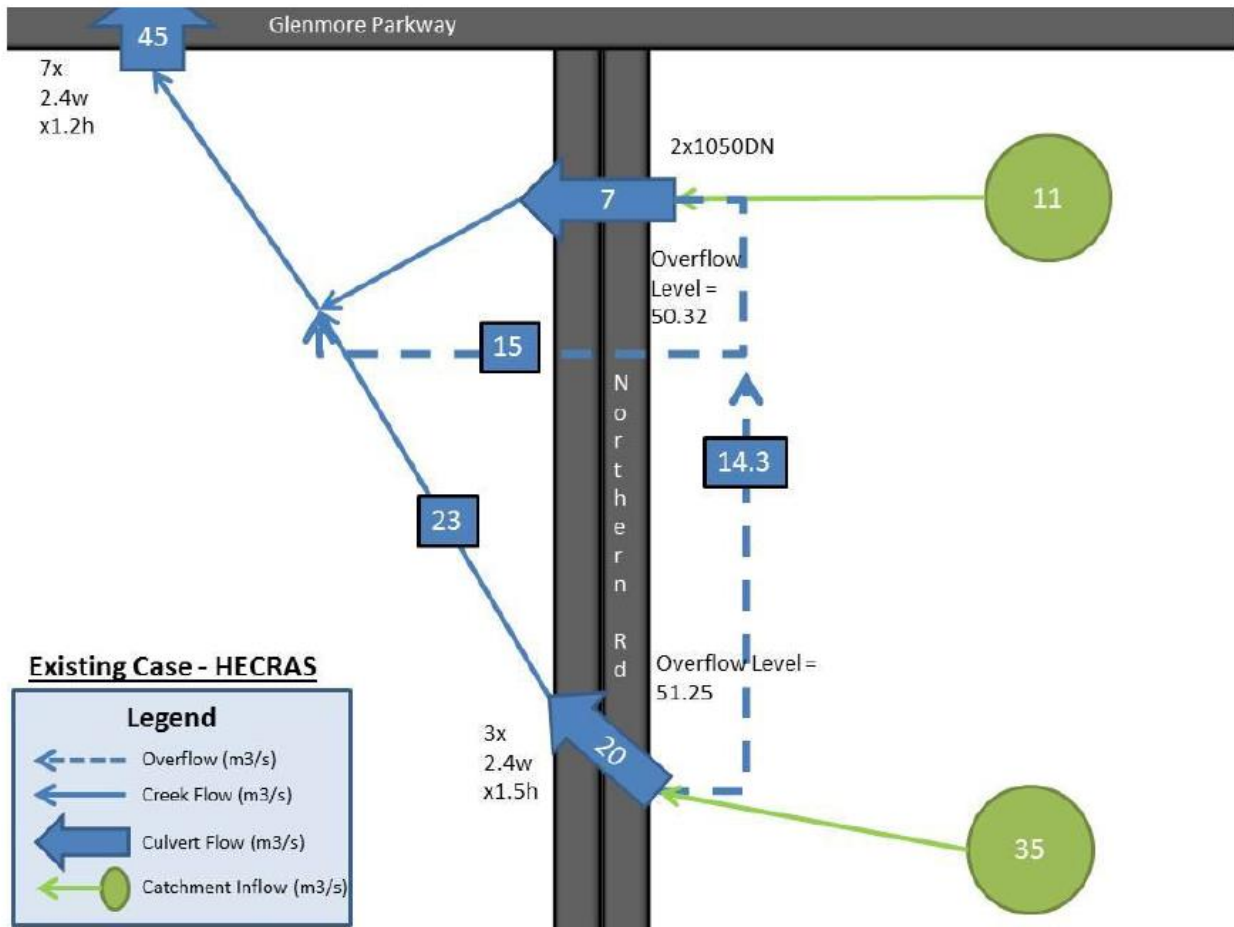 Glenmore Parkway
45
7x
2.4w
x1.2h
2x1050DN
7
11
Overflow
Level =
50.32
15
Northern Rd
14.3
23
Overflow Level =
51.25
3x
2.4w
x1.5h
20
35
Existing Case - HECRAS
Legend
Overflow (m3/s)
Creek Flow (m3/s)
Culvert Flow (m3/s)
Catchment Inflow (m3/s)